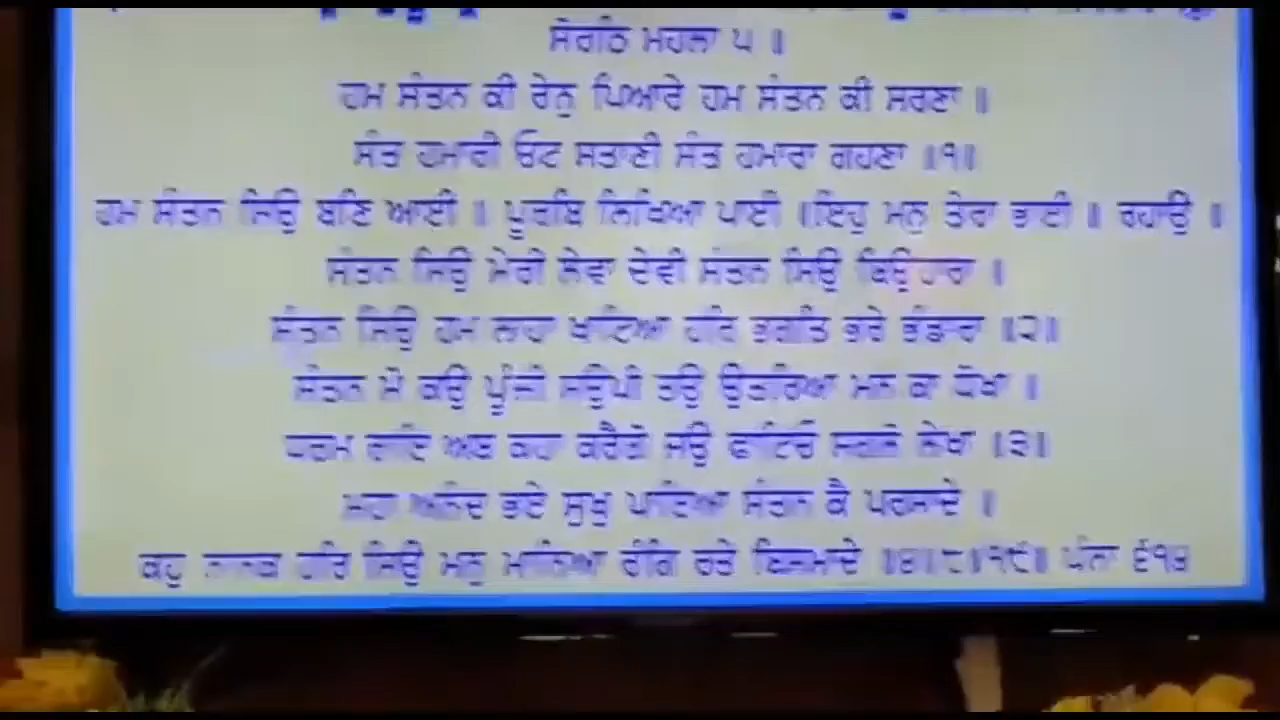 ਸੋਰਠਿ ਮਹਲਾ ੫ ॥
ਹਮ ਸੰਤਨ ਕੀ ਰੇਨੁ ਪਿਆਰੇ ਹਮ ਸੰਤਨ ਕੀ ਸਰਣਾ ॥
ਸੰਤ ਹਮਾਰੀ ਓਟ ਸਤਾਣੀ ਸੰਤ ਹਮਾਰਾ ਗਹਣਾ ॥੧॥
ਹਮ ਸੰਤਨ ਸਿਉ ਬਣਿ ਆਈ ॥ ਪੂਰਬਿ ਲਿਖਿਆ ਪਾਈ ॥ਇਹੁ ਮਨੁ ਤੇਰਾ ਭਾਈ ॥ ਰਹਾਉ ॥
ਸੰਤਨ ਸਿਉ ਮੇਰੀ ਲੇਵਾ ਦੇਵੀ ਸੰਤਨ ਸਿਉ ਬਿਉਹਾਰਾ ॥
ਸੰਤਨ ਸਿਉ ਹਮ ਲਾਹਾ ਖਾਟਿਆ ਹਰਿ ਭਗਤਿ ਭਰੇ ਭੰਡਾਰਾ ॥੨॥
ਸੰਤਨ ਮੋ ਕਉ ਪੂੰਜੀ ਸਉਪੀ ਤਉ ਉਤਰਿਆ ਮਨ ਕਾ ਧੋਖਾ ॥
ਧਰਮ ਰਾਇ ਅਬ ਕਹਾ ਕਰੈਗੋ ਜਉ ਫਾਟਿਓ ਸਗਲੋ ਲੇਖਾ ॥੩॥
ਮਹਾ ਅਨੰਦ ਭਏ ਸੁਖੁ ਪਾਇਆ ਸੰਤਨ ਕੈ ਪਰਸਾਦੇ ॥
ਕਹੁ ਨਾਨਕ ਹਰਿ ਸਿਉ ਮਨੁ ਮਾਨਿਆ ਰੰਗਿ ਰਤੇ ਬਿਸਮਾਦੇ ॥੪॥੮॥੧੯॥ ਪੰਨਾ ੬੧੪